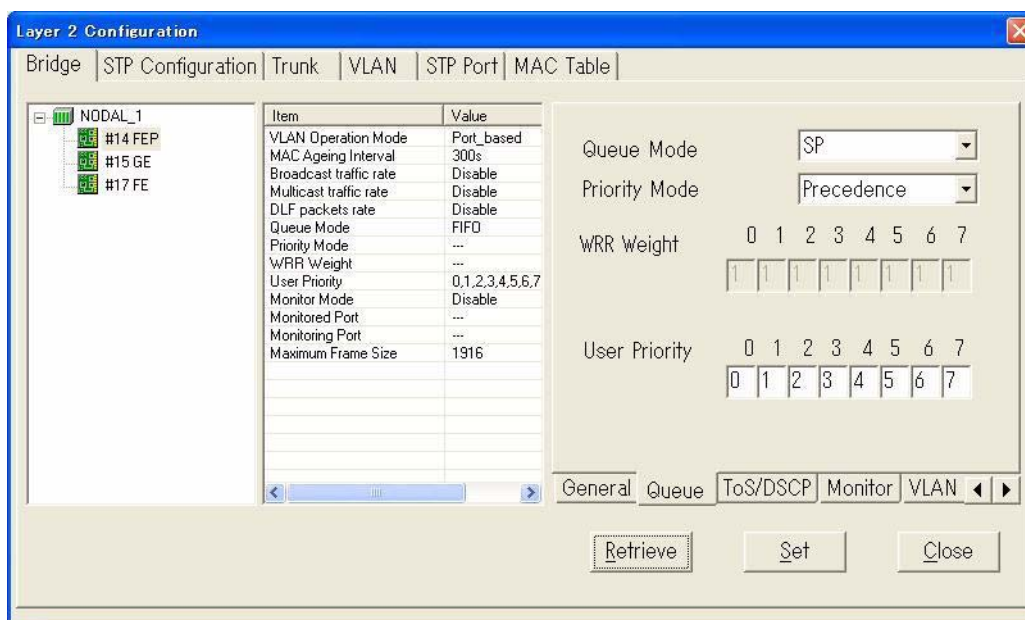 Layer 2 Configuration
Bridge STP Configuration Trunk VLAN STP Port MAC Table
NODAL_1
#14 FEP
#15 GE
#17 FE
Item Value
VLAN Operation Mode Port_based
MAC Ageing Interval 300s
Broadcast traffic rate Disable
Multicast traffic rate Disable
DLF packets rate Disable
Queue Mode FIFO
Priority Mode ---
WRR Weight ---
User Priority 0,1,2,3,4,5,6,7
Monitor Mode Disable
Monitored Port ---
Monitoring Port ---
Maximum Frame Size 1916
Queue Mode SP
Priority Mode Precedence
WRR Weight 0 1 2 3 4 5 6 7
1 1 1 1 1 1 1 1
User Priority 0 1 2 3 4 5 6 7
0 1 2 3 4 5 6 7
General Queue ToS/DSCP Monitor VLAN
Retrieve Set Close